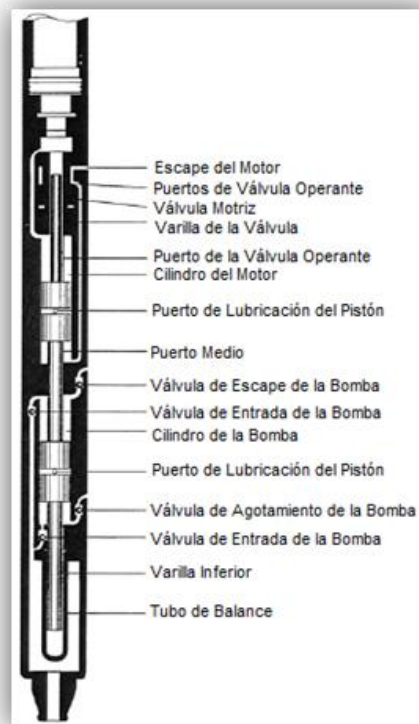 Escape del Motor
Puertos de Válvula Operante
Válvula Motriz
Varilla de la Válvula
Puerto de la Válvula Operante
Cilindro del Motor
Puerto de Lubricación del Pistón
Puerto Medio
Válvula de Escape de la Bomba
Válvula de Entrada de la Bomba
Cilindro de la Bomba
Puerto de Lubricación del Pistón
Válvula de Agotamiento de la Bomba
Válvula de Entrada de la Bomba
Varilla Inferior
Tubo de Balance